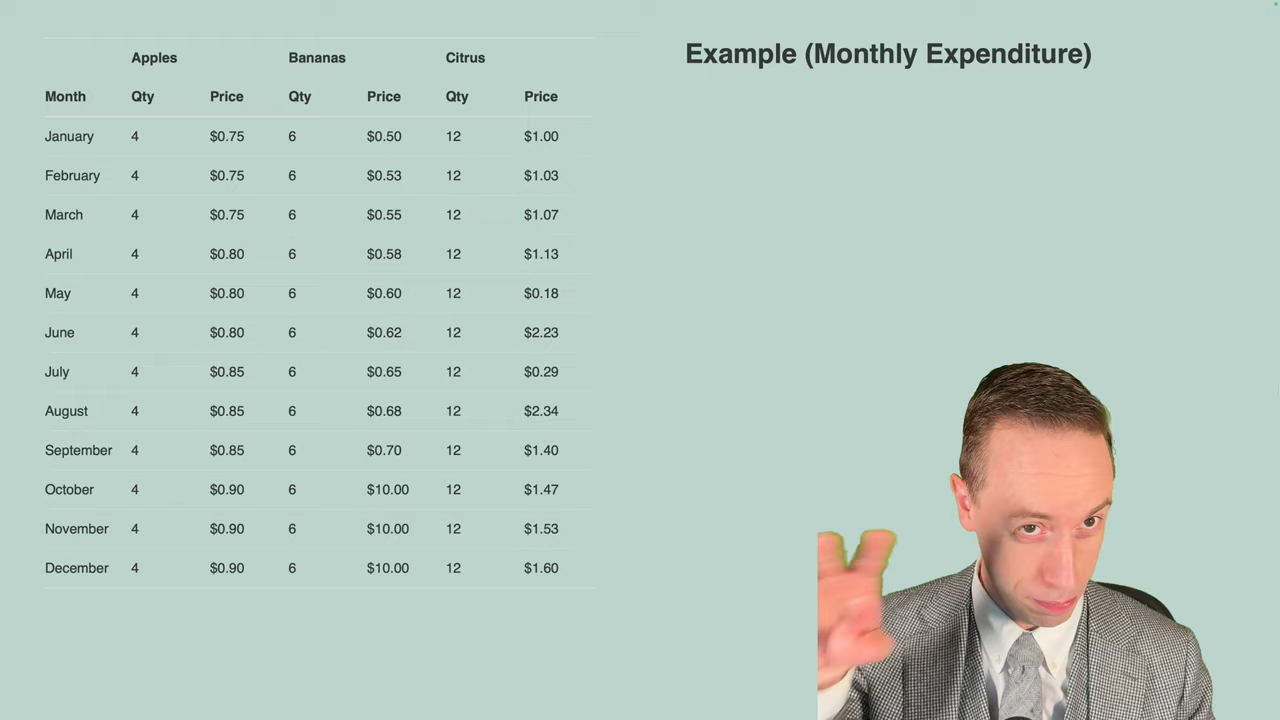 Example (Monthly Expenditure)
Apples Bananas Citrus
Month Qty Price Qty Price Qty Price
January 4 $0.75 6 $0.50 12 $1.00
February 4 $0.75 6 $0.53 12 $1.03
March 4 $0.75 6 $0.55 12 $1.07
April 4 $0.80 6 $0.58 12 $1.13
May 4 $0.80 6 $0.60 12 $0.18
June 4 $0.80 6 $0.62 12 $2.23
July 4 $0.85 6 $0.65 12 $0.29
August 4 $0.85 6 $0.68 12 $2.34
September 4 $0.85 6 $0.70 12 $1.40
October 4 $0.90 6 $10.00 12 $1.47
November 4 $0.90 6 $10.00 12 $1.53
December 4 $0.90 6 $10.00 12 $1.60